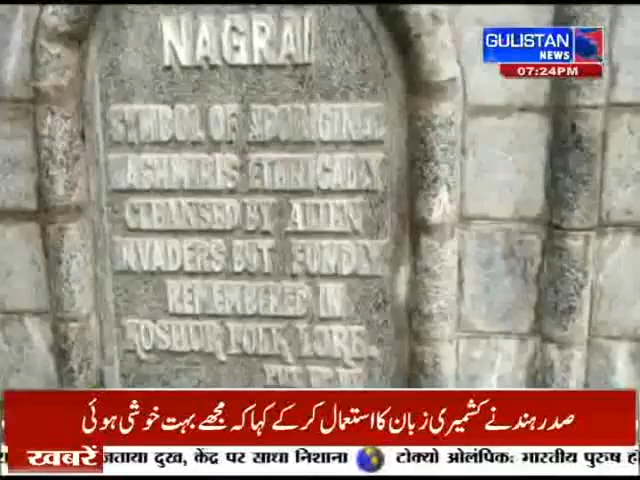 NAGRAI
GULISTAN
NEWS
07:24PM
SYMBOL OF ABORIGINAL
KASHMIRIS ETHNICALLY
CLEANSED BY ALIEN
INVADERS BUT FONDLY
REMEMBERED IN
KOSHUR FOLK LORE.
صدر ہند نے کشمیری زبان کا استعمال کر کے کہا کہ مجھے بہت خوشی ہوئی
खबरें जताया दुख, केंद्र पर साधा निशाना टोक्यो ओलंपिक: भारतीय पुरुष